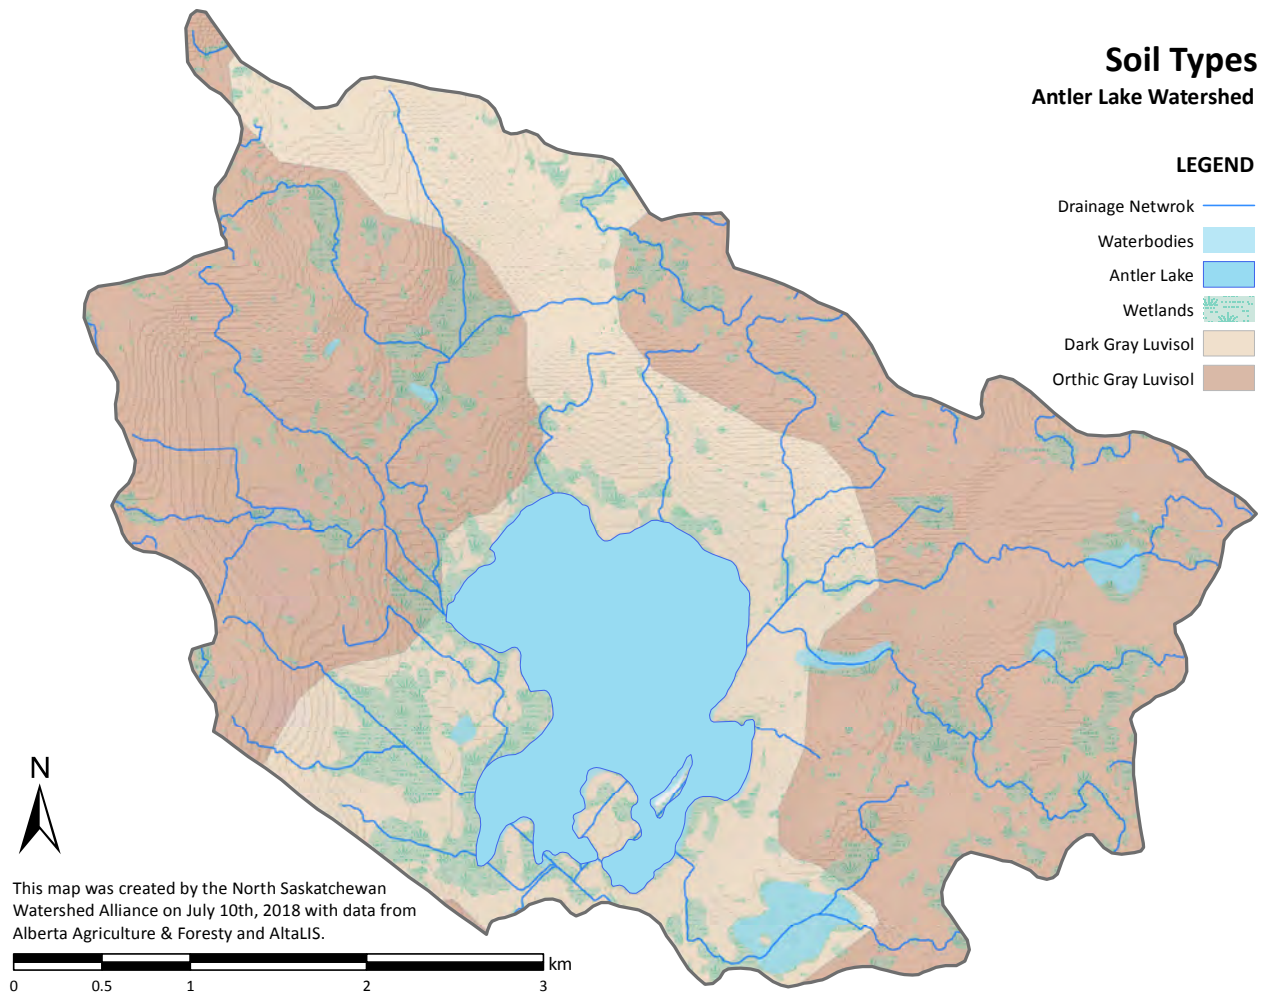 Soil Types
Antler Lake Watershed
LEGEND
Drainage Netwrok
Waterbodies
Antler Lake
Wetlands
Dark Gray Luvisol
Orthic Gray Luvisol
N
This map was created by the North Saskatchewan
Watershed Alliance on July 10th, 2018 with data from
Alberta Agriculture & Foresty and AltaLIS.
km
0 0.5 1 2 3